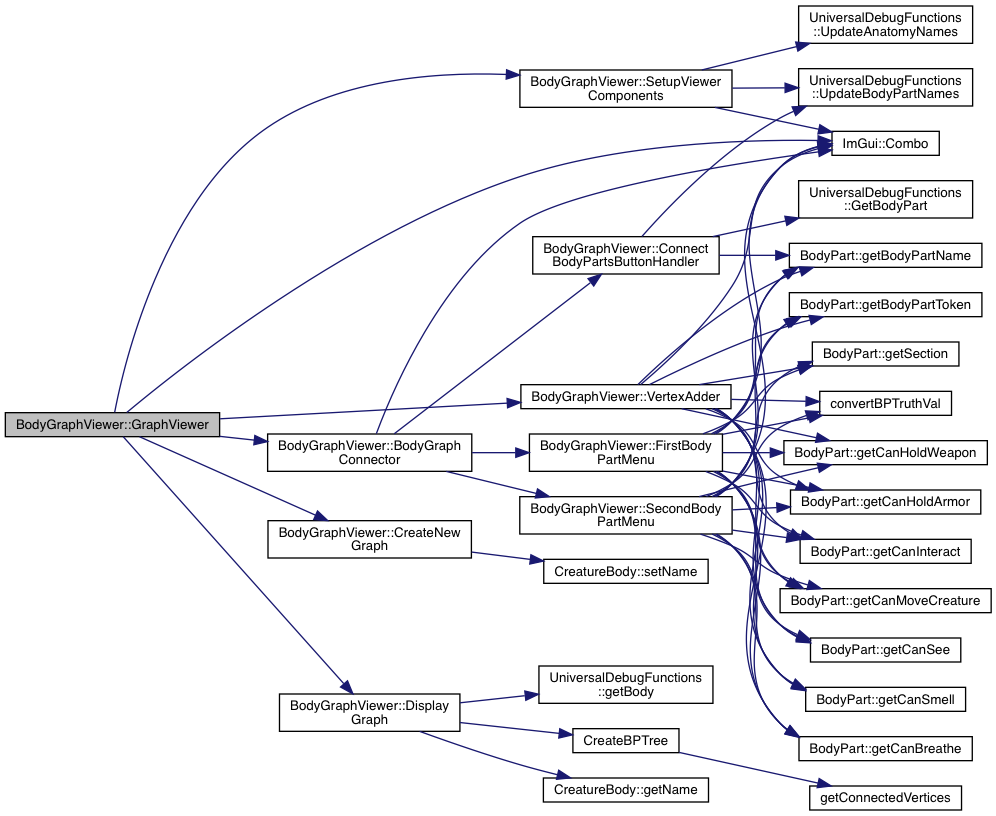 UniversalDebugFunctions
::UpdateAnatomyNames
BodyGraphViewer::SetupViewer
Components
UniversalDebugFunctions
::UpdateBodyPartNames
ImGui::Combo
UniversalDebugFunctions
::GetBodyPart
BodyGraphViewer::Connect
BodyPartsButtonHandler
BodyPart::getBodyPartName
BodyPart::getBodyPartToken
BodyPart::getSection
BodyGraphViewer::VertexAdder
convertBPTruthVal
BodyGraphViewer::GraphViewer
BodyGraphViewer::BodyGraph
Connector
BodyGraphViewer::FirstBody
PartMenu
BodyPart::getCanHoldWeapon
BodyPart::getCanHoldArmor
BodyGraphViewer::SecondBody
PartMenu
BodyGraphViewer::CreateNew
Graph
BodyPart::getCanInteract
CreatureBody::setName
BodyPart::getCanMoveCreature
BodyPart::getCanSee
UniversalDebugFunctions
::getBody
BodyPart::getCanSmell
BodyGraphViewer::Display
Graph
CreateBPTree
BodyPart::getCanBreathe
CreatureBody::getName
getConnectedVertices